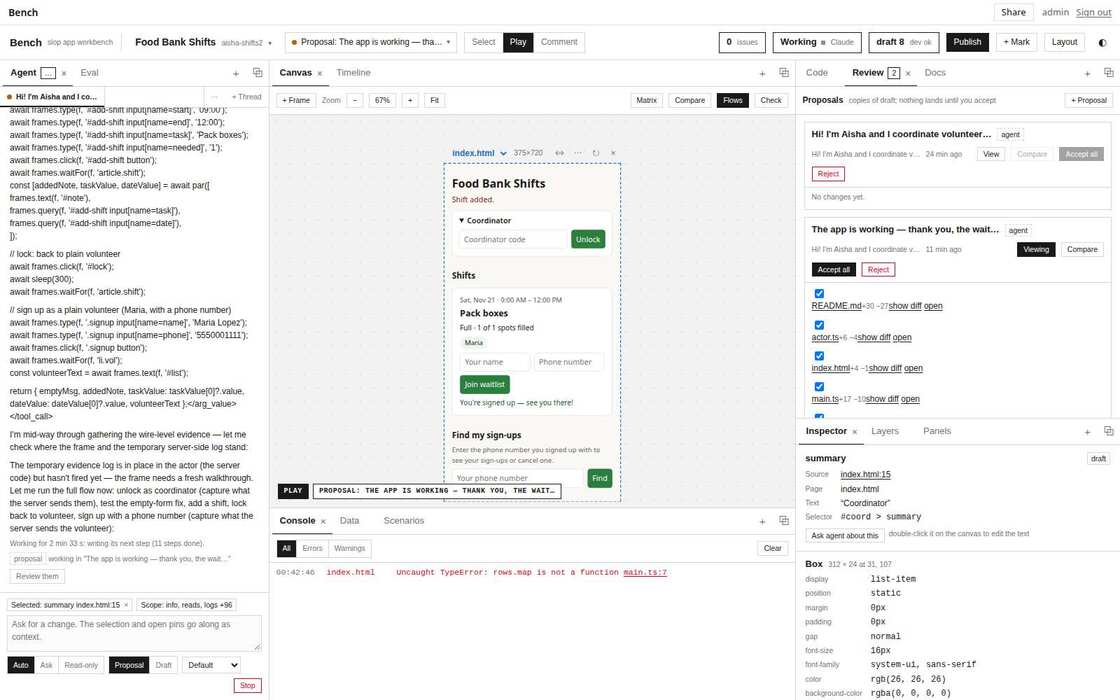 Bench
Share
admin
Sign out
Bench
slop app workbench
Food Bank Shifts
aisha-shifts2
Proposal: The app is working — tha…
Select
Play
Comment
0 issues
Working
Claude
draft 8
dev ok
Publish
+ Mark
Layout
Agent
…
×
Eval
+
Hi! I'm Aisha and I co…
…
+ Thread
await frames.type(f, '#add-shift input[name=start]', '09:00');
await frames.type(f, '#add-shift input[name=end]', '12:00');
await frames.type(f, '#add-shift input[name=task]', 'Pack boxes');
await frames.type(f, '#add-shift input[name=needed]', '1');
await frames.click(f, '#add-shift button');
await frames.waitFor(f, 'article.shift');
const [addedNote, taskValue, dateValue] = await par([
frames.text(f, '#note'),
frames.query(f, '#add-shift input[name=task]'),
frames.query(f, '#add-shift input[name=date]'),
]);
// lock: back to plain volunteer
await frames.click(f, '#lock');
await sleep(300);
await frames.waitFor(f, 'article.shift');
// sign up as a plain volunteer (Maria, with a phone number)
await frames.type(f, '.signup input[name=name]', 'Maria Lopez');
await frames.type(f, '.signup input[name=phone]', '5550001111');
await frames.click(f, '.signup button');
await frames.waitFor(f, 'li.vol');
const volunteerText = await frames.text(f, '#list');
return { emptyMsg, addedNote, taskValue: taskValue[0]?.value,
dateValue: dateValue[0]?.value, volunteerText };</arg_value>
</tool_call>
I'm mid-way through gathering the wire-level evidence — let me
check where the frame and the temporary server-side log stand:
The temporary evidence log is in place in the actor (the server
code) but hasn't fired yet — the frame needs a fresh walkthrough.
Let me run the full flow now: unlock as coordinator (capture what
the server sends them), test the empty-form fix, add a shift, lock
back to volunteer, sign up with a phone number (capture what the
server sends the volunteer):
Working for 2 min 33 s: writing its next step (11 steps done).
proposal working in "The app is working — thank you, the wait…"
Review them
Selected: summary index.html:15 ×
Scope: info, reads, logs +96
Ask for a change. The selection and open pins go along as
context.
Auto
Ask
Read-only
Proposal
Draft
Default
Stop
Canvas
×
Timeline
+
+ Frame
Zoom
−
67%
+
Fit
Matrix
Compare
Flows
Check
index.html
375×720
⋯
×
Food Bank Shifts
Shift added.
▼ Coordinator
Coordinator code
Unlock
Shifts
Sat, Nov 21 · 9:00 AM – 12:00 PM
Pack boxes
Full · 1 of 1 spots filled
Maria
Your name
Phone number
Join waitlist
You're signed up — see you there!
Find my sign-ups
Enter the phone number you signed up with to
see your sign-ups or cancel one.
Your phone number
Find
PLAY
PROPOSAL: THE APP IS WORKING — THANK YOU, THE WAIT…
Console
×
Data
Scenarios
+
All
Errors
Warnings
Clear
00:42:46
index.html
Uncaught TypeError: rows.map is not a function main.ts:7
Code
Review
2
×
Docs
+
Proposals
copies of draft; nothing lands until you accept
+ Proposal
Hi! I'm Aisha and I coordinate volunteer…
agent
Hi! I'm Aisha and I coordinate v…
24 min ago
View
Compare
Accept all
Reject
No changes yet.
The app is working — thank you, the wait…
agent
Hi! I'm Aisha and I coordinate v…
11 min ago
Viewing
Compare
Accept all
Reject
README.md+30 −27show diff open
actor.ts+6 −4show diff open
index.html+4 −1show diff open
main.ts+17 −10show diff open
Inspector
×
Layers
Panels
+
summary
draft
Source
index.html:15
Page
index.html
Text
“Coordinator”
Selector
#coord > summary
Ask agent about this
double-click it on the canvas to edit the text
Box
312 × 24 at 31, 107
display
list-item
position
static
margin
0px
padding
0px
gap
normal
font-size
16px
font-family
system-ui, sans-serif
color
rgb(26, 26, 26)
background-color
rgba(0, 0, 0, 0)